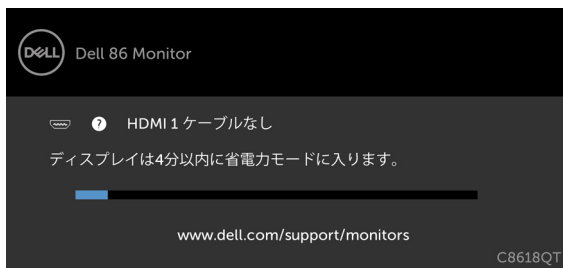 DELL Dell 86 Monitor
? HDMI 1 ケーブルなし
ディスプレイは4分以内に省電力モードに入ります。
www.dell.com/support/monitors
C8618QT